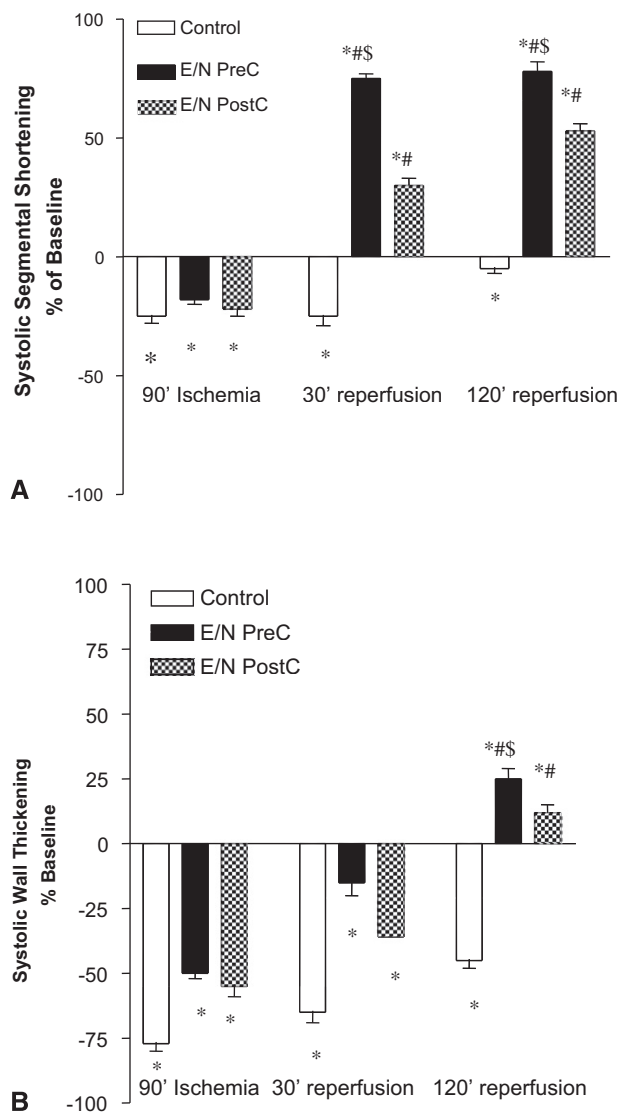 100
Control
E/N PreC
E/N PostC
*#$
*#
*#$
*#
50
0
-50
-100
Systolic Segmental Shortening
% of Baseline
* * *
*
*
90' Ischemia 30' reperfusion 120' reperfusion
A
100
Control
E/N PreC
E/N PostC
75
50
25
0
-25
-50
-75
-100
Systolic Wall Thickening
% Baseline
*#$
*#
* * *
* * *
*
90' Ischemia 30' reperfusion 120' reperfusion
B